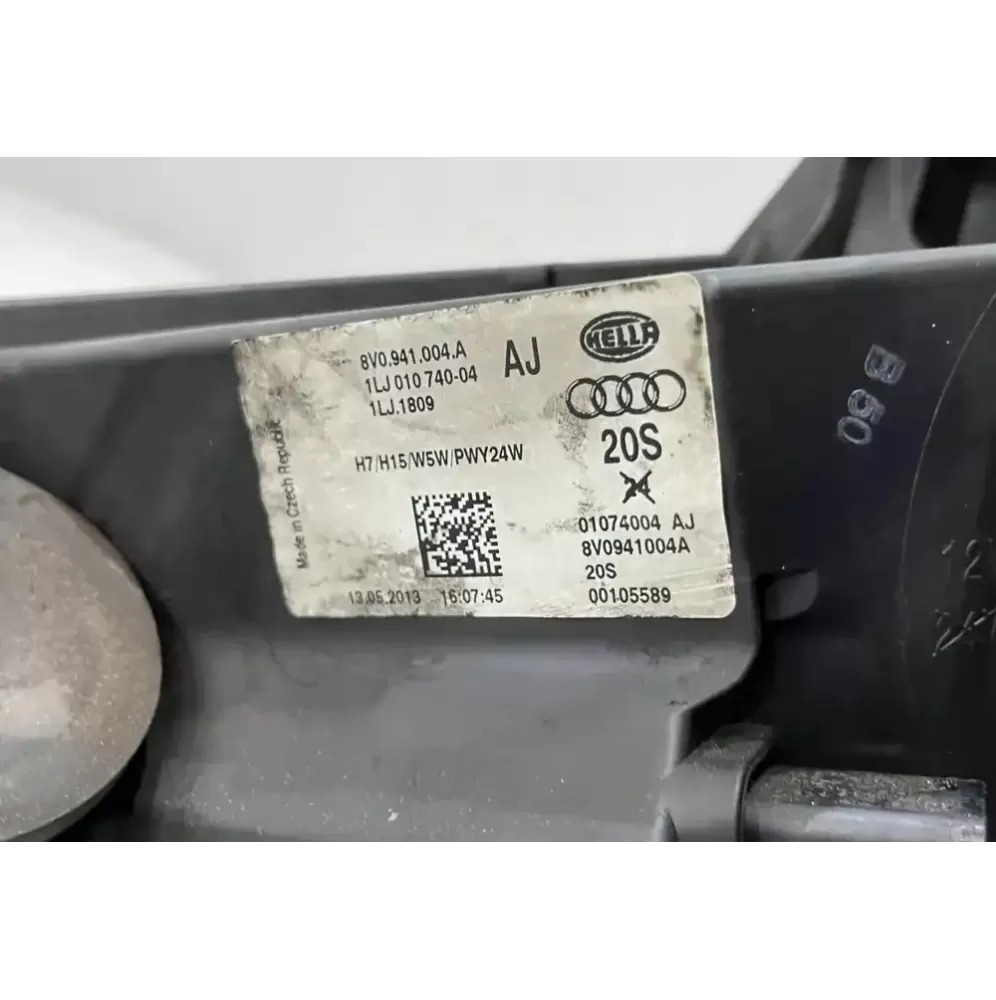 8V0.941.004.A
1LJ 010 740-04
1LJ.1809
AJ
HELLA
20S
H7/H15/W5W/PWY24W
Made in Czech Republic
13.05.2013 16:07:45
01074004 AJ
8V0941004A
20S
00105589
B 50
12V